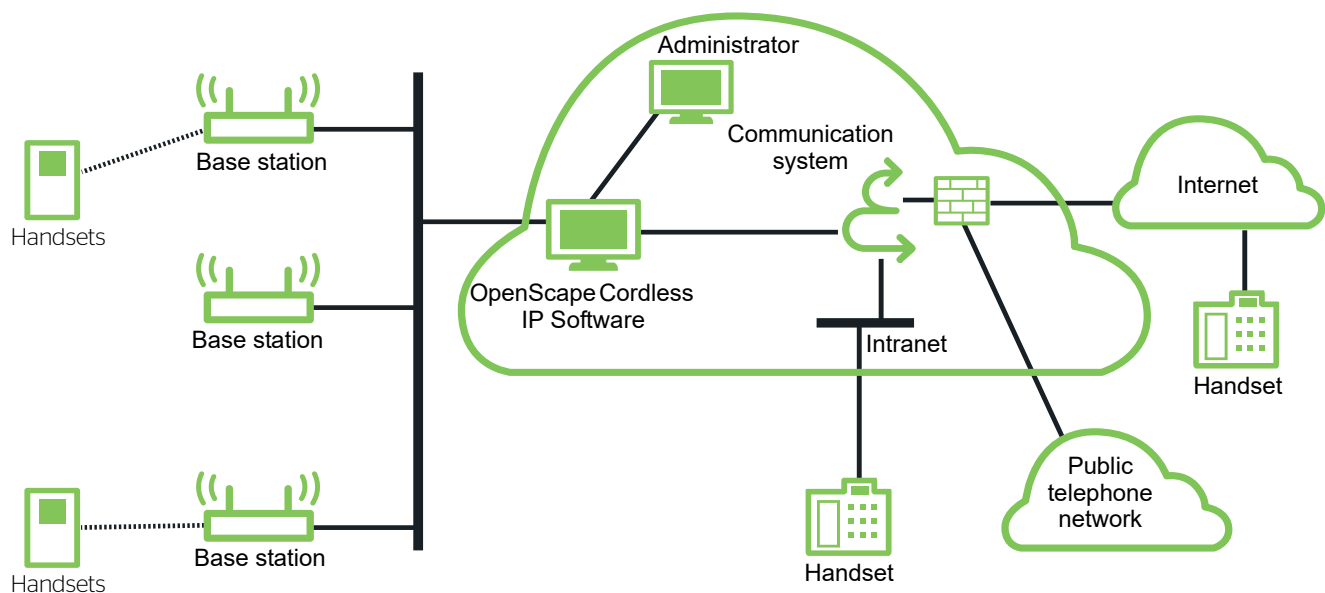 Administrator
Communication
system
Base station
Handsets
Internet
OpenScape Cordless
IP Software
Base station
Intranet
Handset
Public
telephone
network
Base station
Handset
Handsets